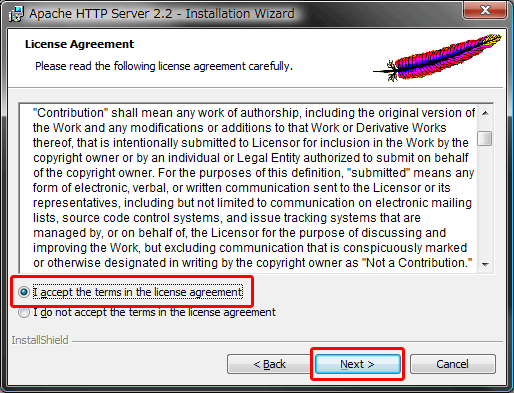 Apache HTTP Server 2.2 - Installation Wizard
License Agreement
Please read the following license agreement carefully.
"Contribution" shall mean any work of authorship, including the original version of
the Work and any modifications or additions to that Work or Derivative Works
thereof, that is intentionally submitted to Licensor for inclusion in the Work by the
copyright owner or by an individual or Legal Entity authorized to submit on behalf
of the copyright owner. For the purposes of this definition, "submitted" means any
form of electronic, verbal, or written communication sent to the Licensor or its
representatives, including but not limited to communication on electronic mailing
lists, source code control systems, and issue tracking systems that are
managed by, or on behalf of, the Licensor for the purpose of discussing and
improving the Work, but excluding communication that is conspicuously marked
or otherwise designated in writing by the copyright owner as "Not a Contribution."
I accept the terms in the license agreement
I do not accept the terms in the license agreement
InstallShield
< Back
Next >
Cancel